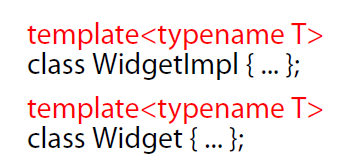 template<typename T>
class WidgetImpl { ... };
template<typename T>
class Widget { ... };